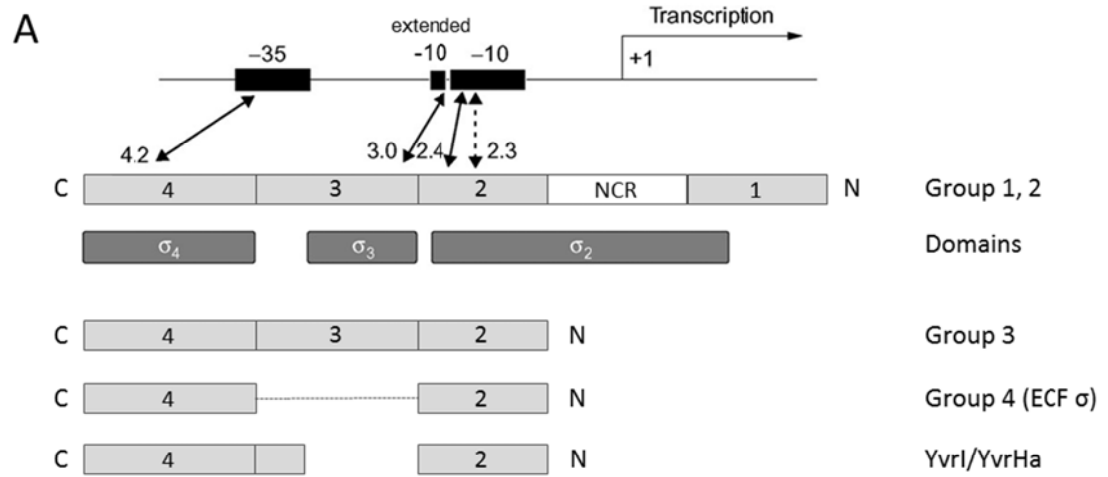 A
Transcription
extended
−35 -10 −10 +1
4.2 3.0 2.4 2.3
C 4 3 2 NCR 1 N Group 1, 2
σ4 σ3 σ2 Domains
C 4 3 2 N Group 3
C 4 2 N Group 4 (ECF σ)
C 4 2 N YvrI/YvrHa